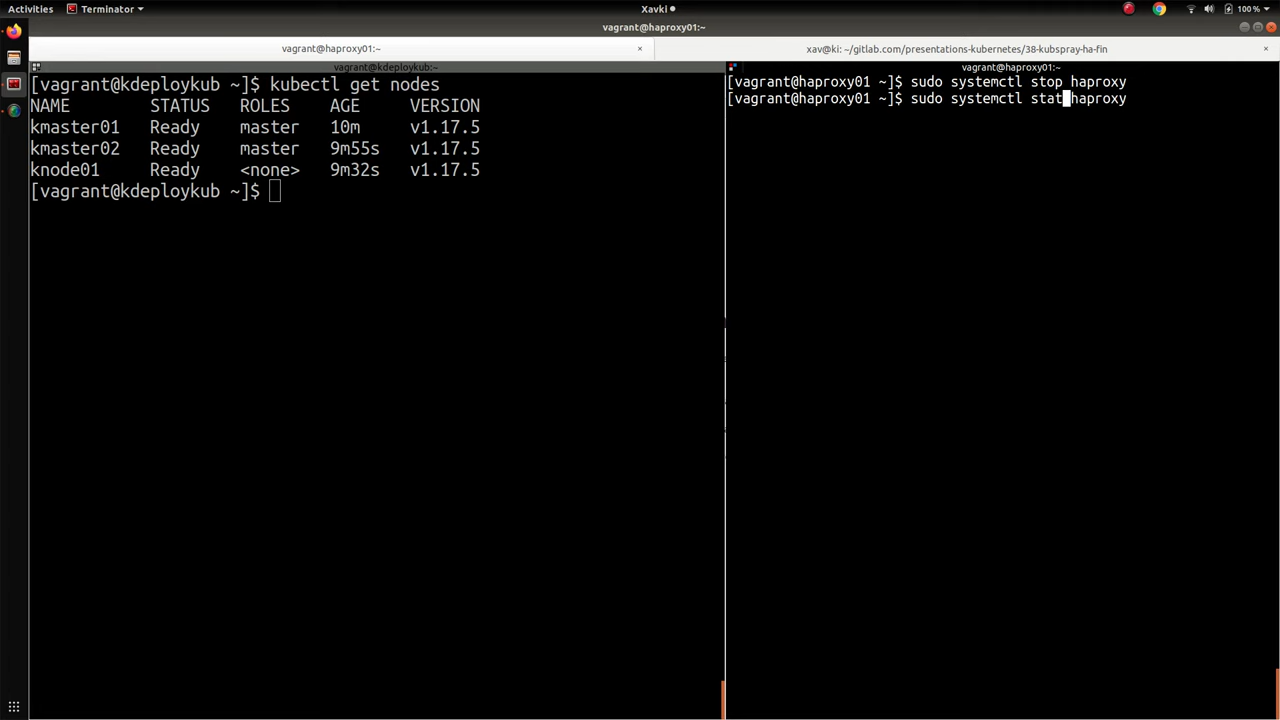 Activities
Terminator
Xavki
100 %
vagrant@haproxy01:~
vagrant@haproxy01:~ ×
xav@ki: ~/gitlab.com/presentations-kubernetes/38-kubspray-ha-fin ×
vagrant@kdeploykub:~
[vagrant@kdeploykub ~]$ kubectl get nodes
NAME STATUS ROLES AGE VERSION
kmaster01 Ready master 10m v1.17.5
kmaster02 Ready master 9m55s v1.17.5
knode01 Ready <none> 9m32s v1.17.5
[vagrant@kdeploykub ~]$
vagrant@haproxy01:~
[vagrant@haproxy01 ~]$ sudo systemctl stop haproxy
[vagrant@haproxy01 ~]$ sudo systemctl stat haproxy